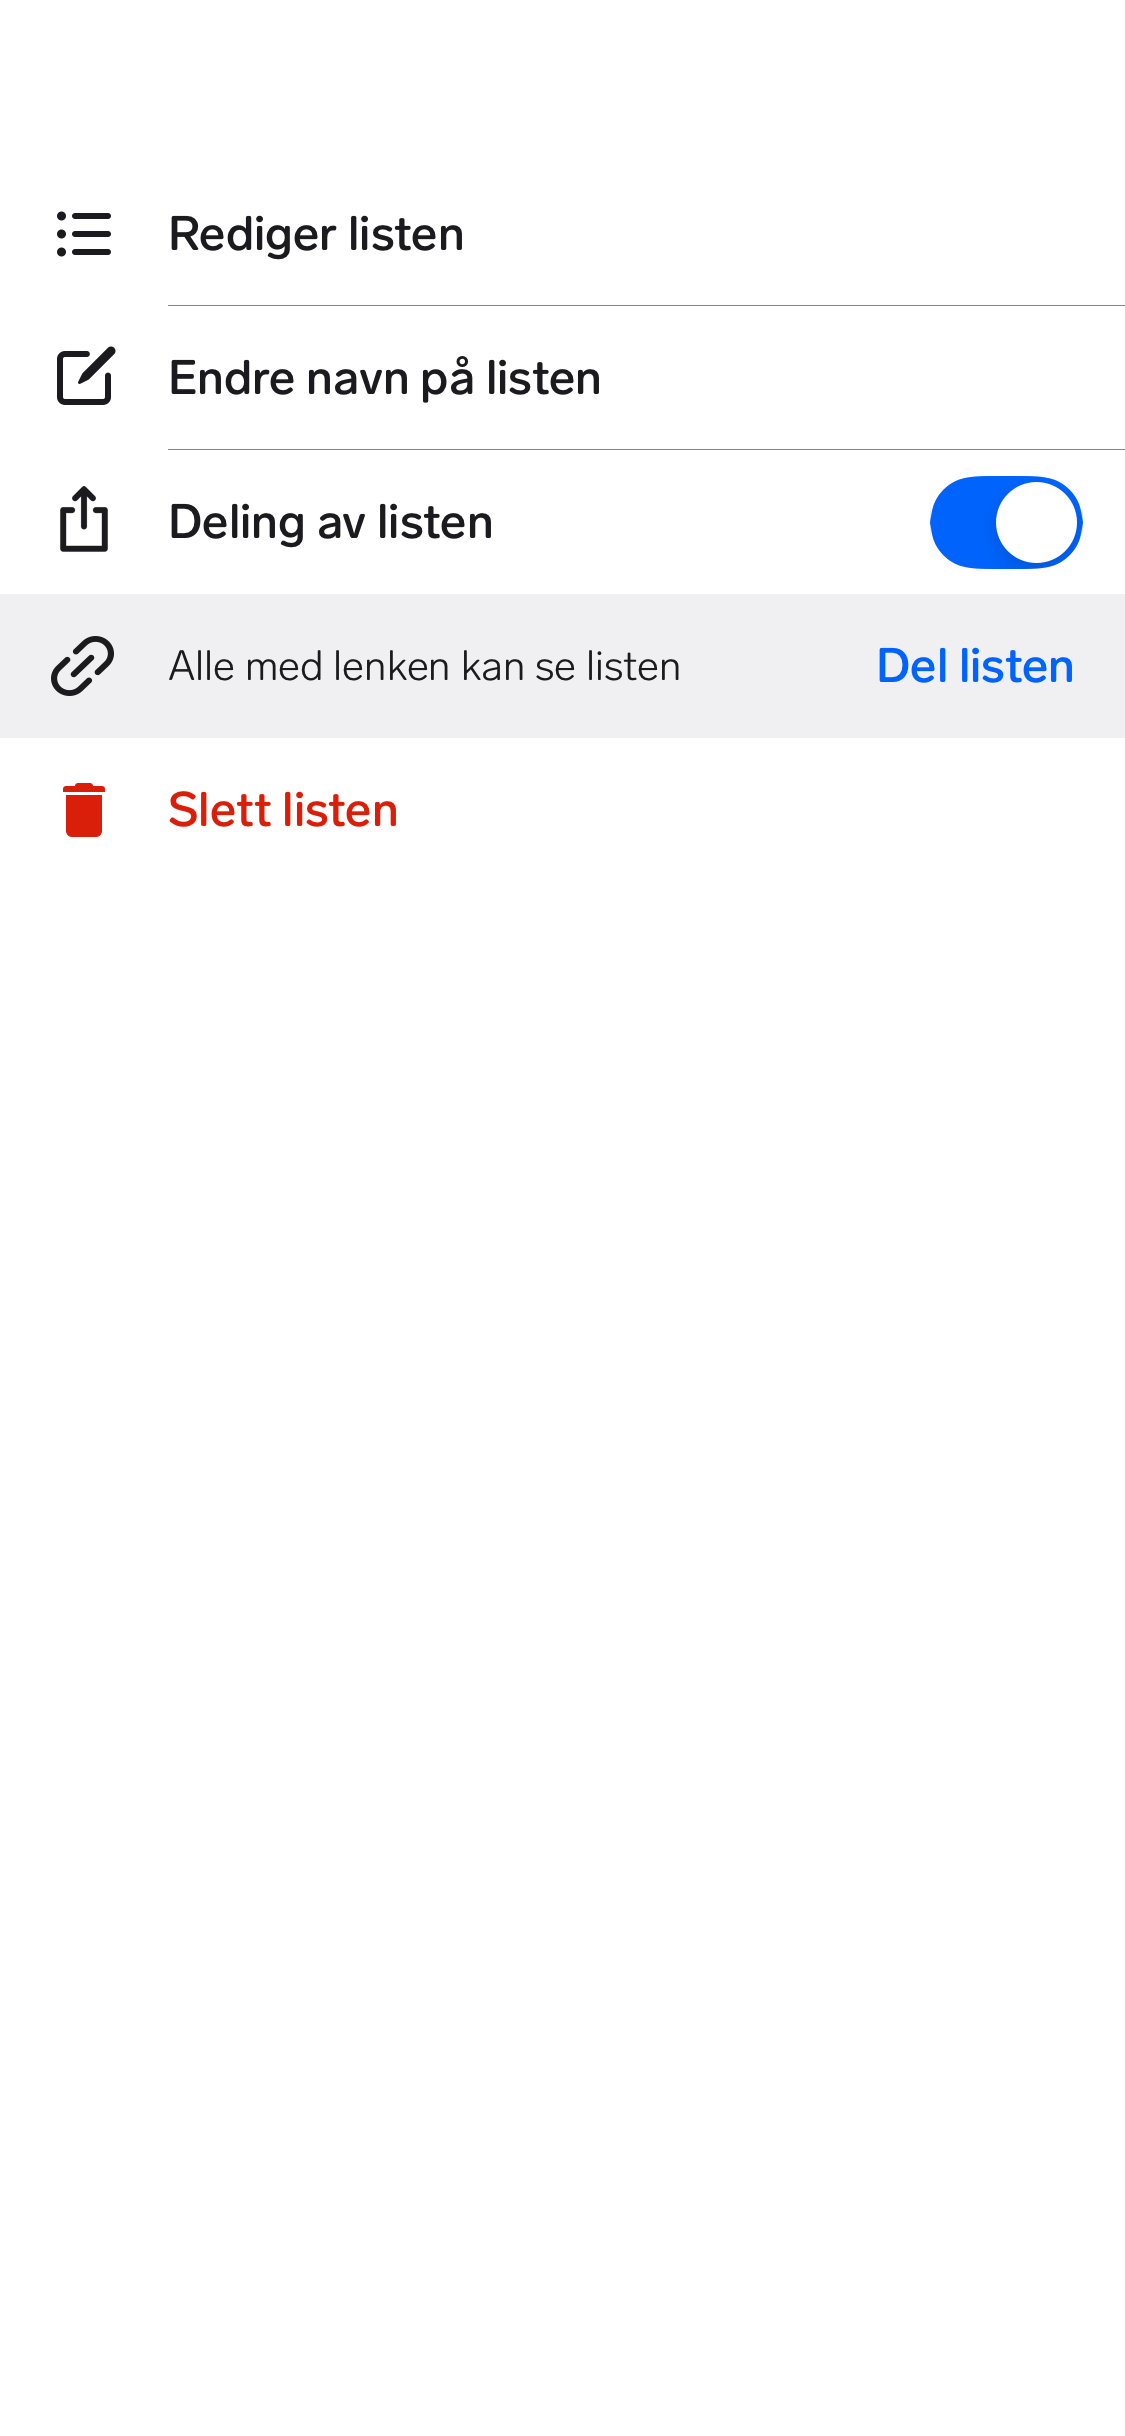 Rediger listen
Endre navn på listen
Deling av listen
Alle med lenken kan se listen
Del listen
Slett listen